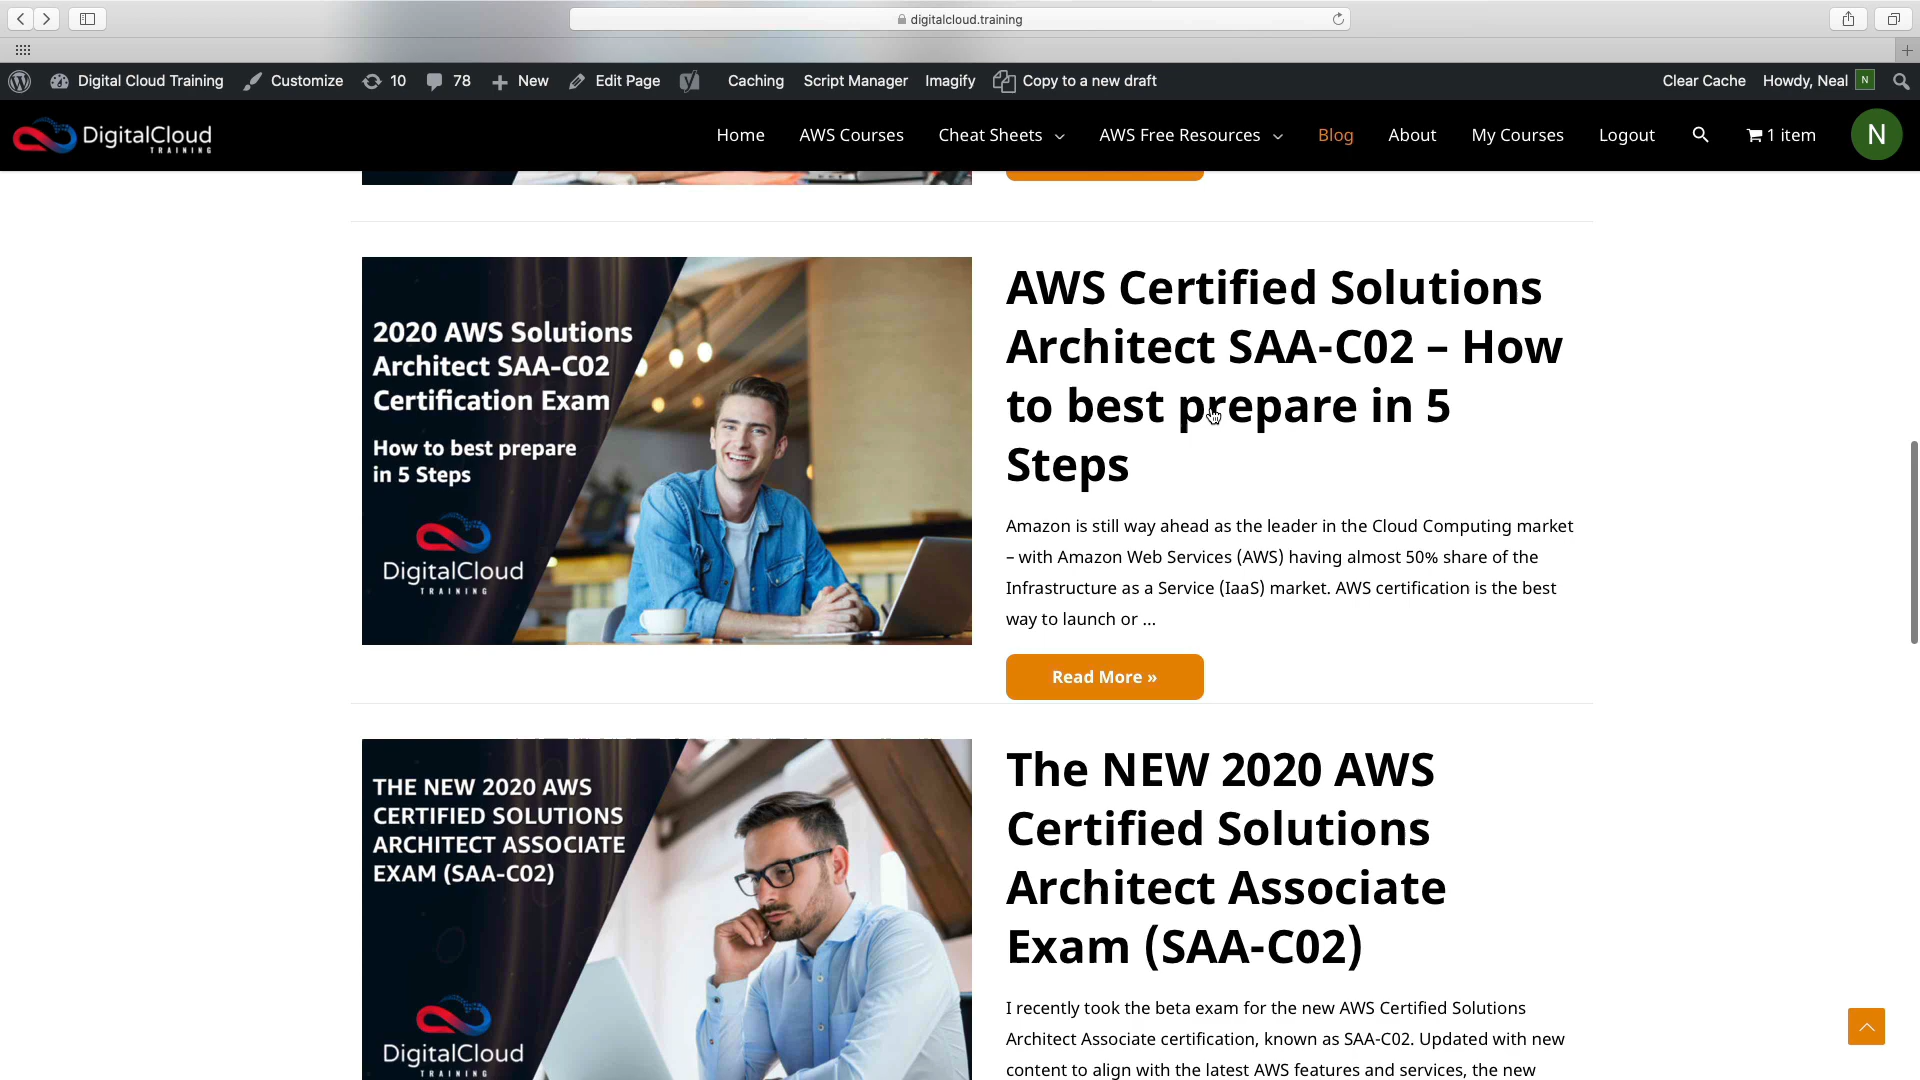 digitalcloud.training
Digital Cloud Training Customize 10 78 New Edit Page Caching Script Manager Imagify Copy to a new draft Clear Cache Howdy, Neal N
DigitalCloud
TRAINING
Home AWS Courses Cheat Sheets AWS Free Resources Blog About My Courses Logout 1 item N
2020 AWS Solutions
Architect SAA-C02
Certification Exam
How to best prepare
in 5 Steps
DigitalCloud
TRAINING
AWS Certified Solutions
Architect SAA-C02 – How
to best prepare in 5
Steps
Amazon is still way ahead as the leader in the Cloud Computing market
– with Amazon Web Services (AWS) having almost 50% share of the
Infrastructure as a Service (IaaS) market. AWS certification is the best
way to launch or ...
Read More »
THE NEW 2020 AWS
CERTIFIED SOLUTIONS
ARCHITECT ASSOCIATE
EXAM (SAA-C02)
DigitalCloud
TRAINING
The NEW 2020 AWS
Certified Solutions
Architect Associate
Exam (SAA-C02)
I recently took the beta exam for the new AWS Certified Solutions
Architect Associate certification, known as SAA-C02. Updated with new
content to align with the latest AWS features and services, the new